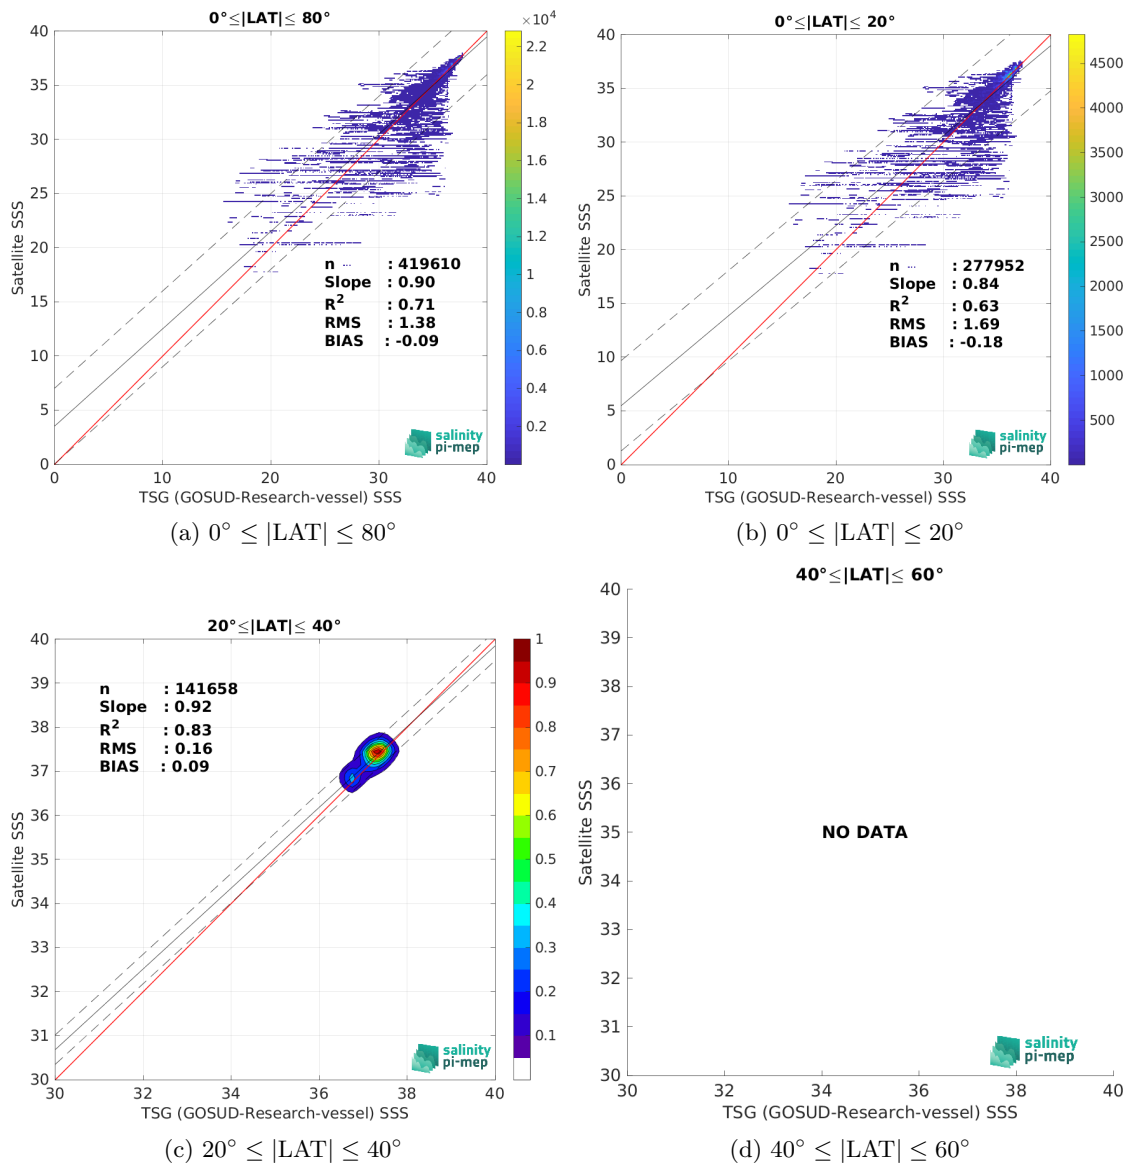 0°≤|LAT|≤ 80°
×10⁴
40
35
30
25
20
15
10
5
0
Satellite SSS
n : 419610
Slope : 0.90
R² : 0.71
RMS : 1.38
BIAS : -0.09
salinity
pi-mep
0 10 20 30 40
TSG (GOSUD-Research-vessel) SSS
2.2
2
1.8
1.6
1.4
1.2
1
0.8
0.6
0.4
0.2
(a) 0° ≤ |LAT| ≤ 80°
0°≤|LAT|≤ 20°
40
35
30
25
20
15
10
5
0
Satellite SSS
n : 277952
Slope : 0.84
R² : 0.63
RMS : 1.69
BIAS : -0.18
salinity
pi-mep
0 10 20 30 40
TSG (GOSUD-Research-vessel) SSS
4500
4000
3500
3000
2500
2000
1500
1000
500
(b) 0° ≤ |LAT| ≤ 20°
20°≤|LAT|≤ 40°
40
39
38
37
36
35
34
33
32
31
30
Satellite SSS
n : 141658
Slope : 0.92
R² : 0.83
RMS : 0.16
BIAS : 0.09
salinity
pi-mep
30 32 34 36 38 40
TSG (GOSUD-Research-vessel) SSS
1
0.9
0.8
0.7
0.6
0.5
0.4
0.3
0.2
0.1
(c) 20° ≤ |LAT| ≤ 40°
40°≤|LAT|≤ 60°
40
39
38
37
36
35
34
33
32
31
30
Satellite SSS
NO DATA
salinity
pi-mep
30 32 34 36 38 40
TSG (GOSUD-Research-vessel) SSS
(d) 40° ≤ |LAT| ≤ 60°